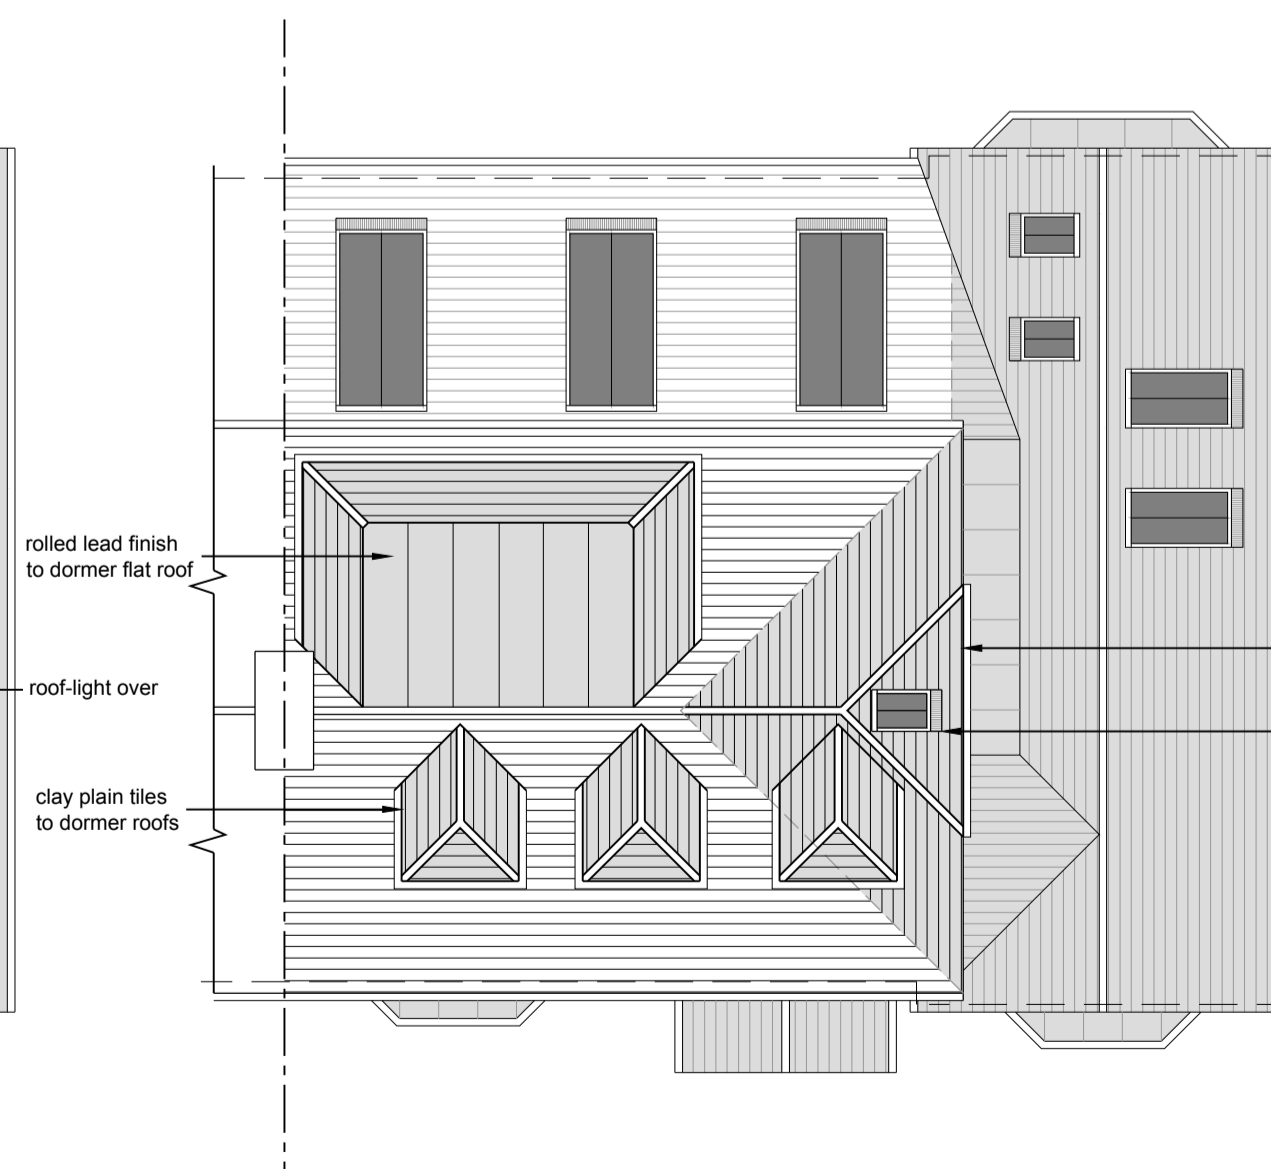 rolled lead finish
to dormer flat roof
roof-light over
clay plain tiles
to dormer roofs